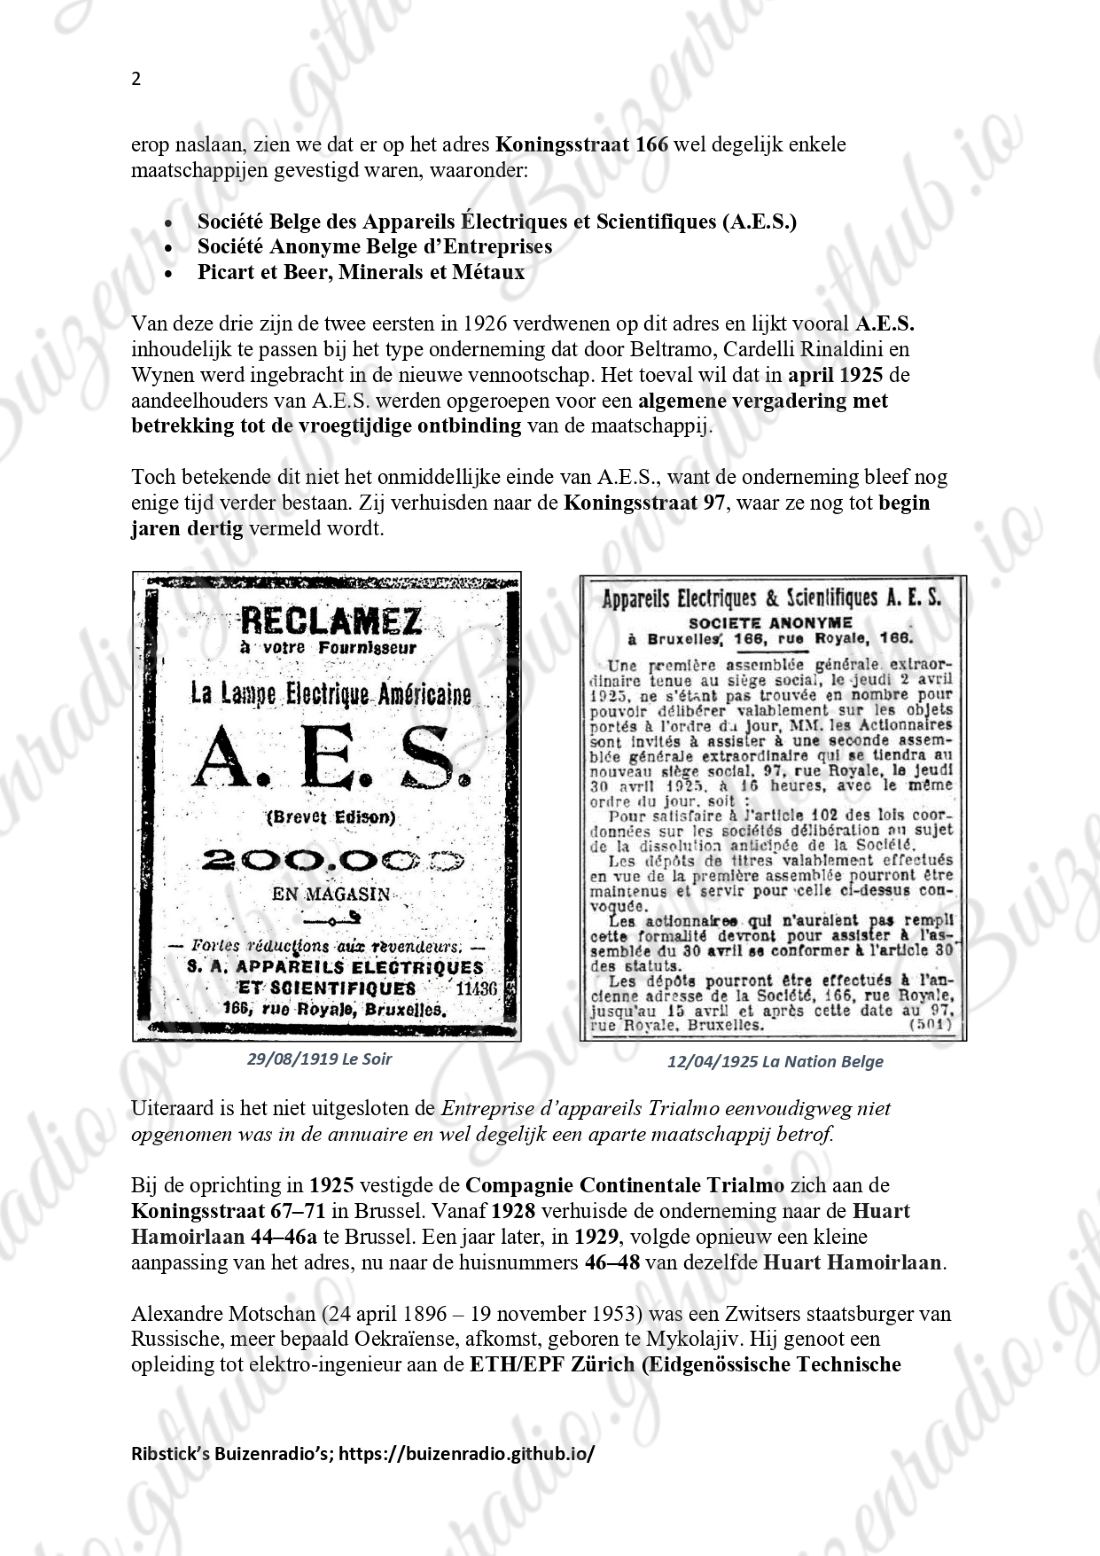 2
erop naslaan, zien we dat er op het adres Koningsstraat 166 wel degelijk enkele
maatschappijen gevestigd waren, waaronder:
• Société Belge des Appareils Électriques et Scientifiques (A.E.S.)
• Société Anonyme Belge d’Entreprises
• Picart et Beer, Minerals et Métaux
Van deze drie zijn de twee eersten in 1926 verdwenen op dit adres en lijkt vooral A.E.S.
inhoudelijk te passen bij het type onderneming dat door Beltramo, Cardelli Rinaldini en
Wynen werd ingebracht in de nieuwe vennootschap. Het toeval wil dat in april 1925 de
aandeelhouders van A.E.S. werden opgeroepen voor een algemene vergadering met
betrekking tot de vroegtijdige ontbinding van de maatschappij.
Toch betekende dit niet het onmiddellijke einde van A.E.S., want de onderneming bleef nog
enige tijd verder bestaan. Zij verhuisden naar de Koningsstraat 97, waar ze nog tot begin
jaren dertig vermeld wordt.
RECLAMEZ
à votre Fournisseur
La Lampe Electrique Américaine
A. E. S.
(Brevet Edison)
200.000
EN MAGASIN
— Fortes réductions aux revendeurs. —
S. A. APPAREILS ELECTRIQUES
ET SCIENTIFIQUES 11436
166, rue Royale, Bruxelles.
29/08/1919 Le Soir
Appareils Electriques & Scientifiques A. E. S.
SOCIETE ANONYME
à Bruxelles, 166, rue Royale, 166.
Une première assemblée générale extraor-
dinaire tenue au siège social, le jeudi 2 avril
1925, ne s'étant pas trouvée en nombre pour
pouvoir délibérer valablement sur les objets
portés à l'ordre du jour, MM. les Actionnaires
sont invités à assister à une seconde assem-
blée générale extraordinaire qui se tiendra au
nouveau siège social, 97, rue Royale, le jeudi
30 avril 1925, à 16 heures, avec le même
ordre du jour, soit :
Pour satisfaire à l'article 102 des lois coor-
données sur les sociétés délibération au sujet
de la dissolution anticipée de la Société.
Les dépôts de titres valablement effectués
en vue de la première assemblée pourront être
maintenus et servir pour celle ci-dessus con-
voquée.
Les actionnaires qui n'auraient pas rempli
cette formalité devront pour assister à l'as-
semblée du 30 avril se conformer à l'article 30
des statuts.
Les dépôts pourront être effectués à l'an-
cienne adresse de la Société, 166, rue Royale,
jusqu'au 15 avril et après cette date au 97,
rue Royale, Bruxelles. (501)
12/04/1925 La Nation Belge
Uiteraard is het niet uitgesloten de Entreprise d’appareils Trialmo eenvoudigweg niet
opgenomen was in de annuaire en wel degelijk een aparte maatschappij betrof.
Bij de oprichting in 1925 vestigde de Compagnie Continentale Trialmo zich aan de
Koningsstraat 67–71 in Brussel. Vanaf 1928 verhuisde de onderneming naar de Huart
Hamoirlaan 44–46a te Brussel. Een jaar later, in 1929, volgde opnieuw een kleine
aanpassing van het adres, nu naar de huisnummers 46–48 van dezelfde Huart Hamoirlaan.
Alexandre Motschan (24 april 1896 – 19 november 1953) was een Zwitsers staatsburger van
Russische, meer bepaald Oekraïense, afkomst, geboren te Mykolajiv. Hij genoot een
opleiding tot elektro-ingenieur aan de ETH/EPF Zürich (Eidgenössische Technische
Ribstick’s Buizenradio’s; https://buizenradio.github.io/
Buizenradio.github.io